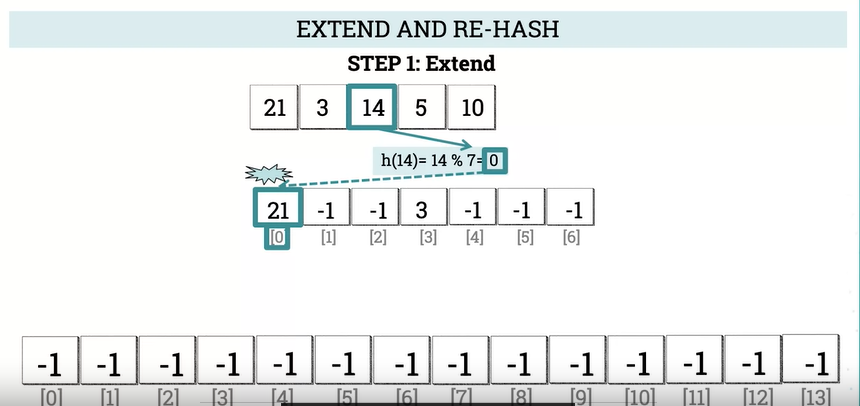 EXTEND AND RE-HASH
STEP 1: Extend
21 3 14 5 10
h(14)= 14 % 7= 0
21 -1 -1 3 -1 -1 -1
[0] [1] [2] [3] [4] [5] [6]
-1 -1 -1 -1 -1 -1 -1 -1 -1 -1 -1 -1 -1 -1
[0] [1] [2] [3] [4] [5] [6] [7] [8] [9] [10] [11] [12] [13]